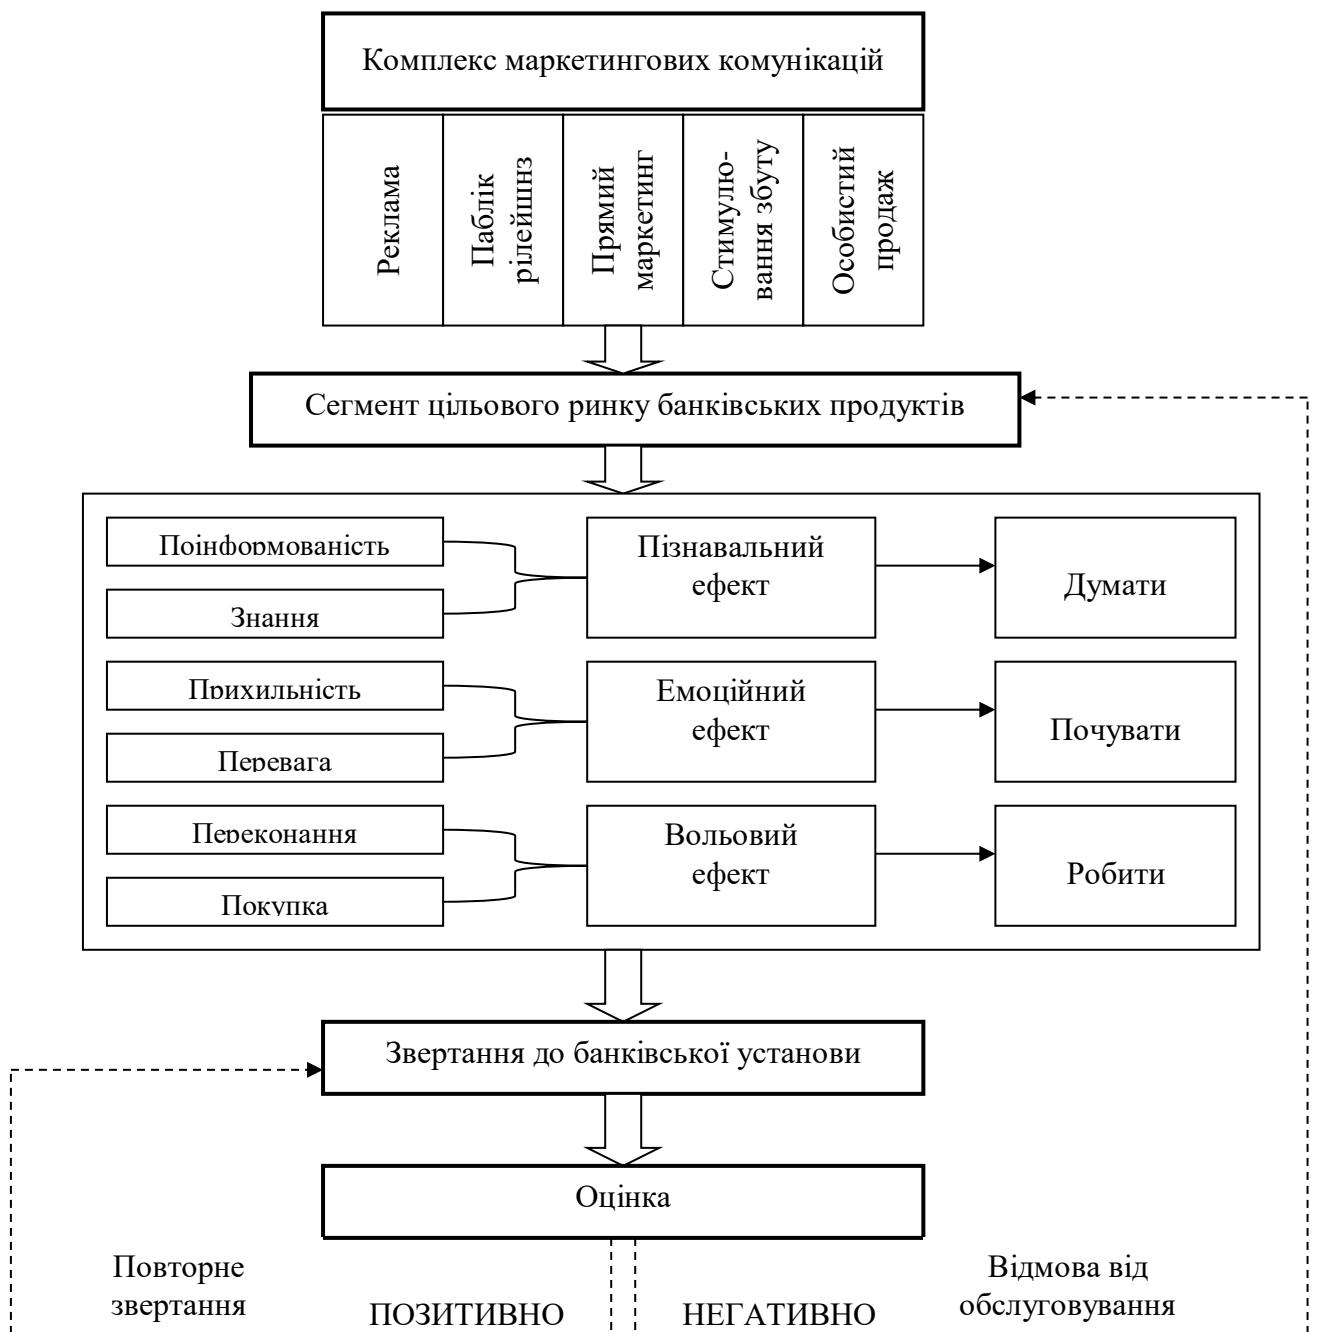 Комплекс маркетингових комунікацій
Реклама
Паблік
рілейшнз
Прямий
маркетинг
Стимулю-
вання збуту
Особистий
продаж
Сегмент цільового ринку банківських продуктів
Поінформованість
Знання
Пізнавальний
ефект
Думати
Прихильність
Перевага
Емоційний
ефект
Почувати
Переконання
Покупка
Вольовий
ефект
Робити
Звертання до банківської установи
Оцінка
Повторне
звертання
ПОЗИТИВНО
НЕГАТИВНО
Відмова від
обслуговування